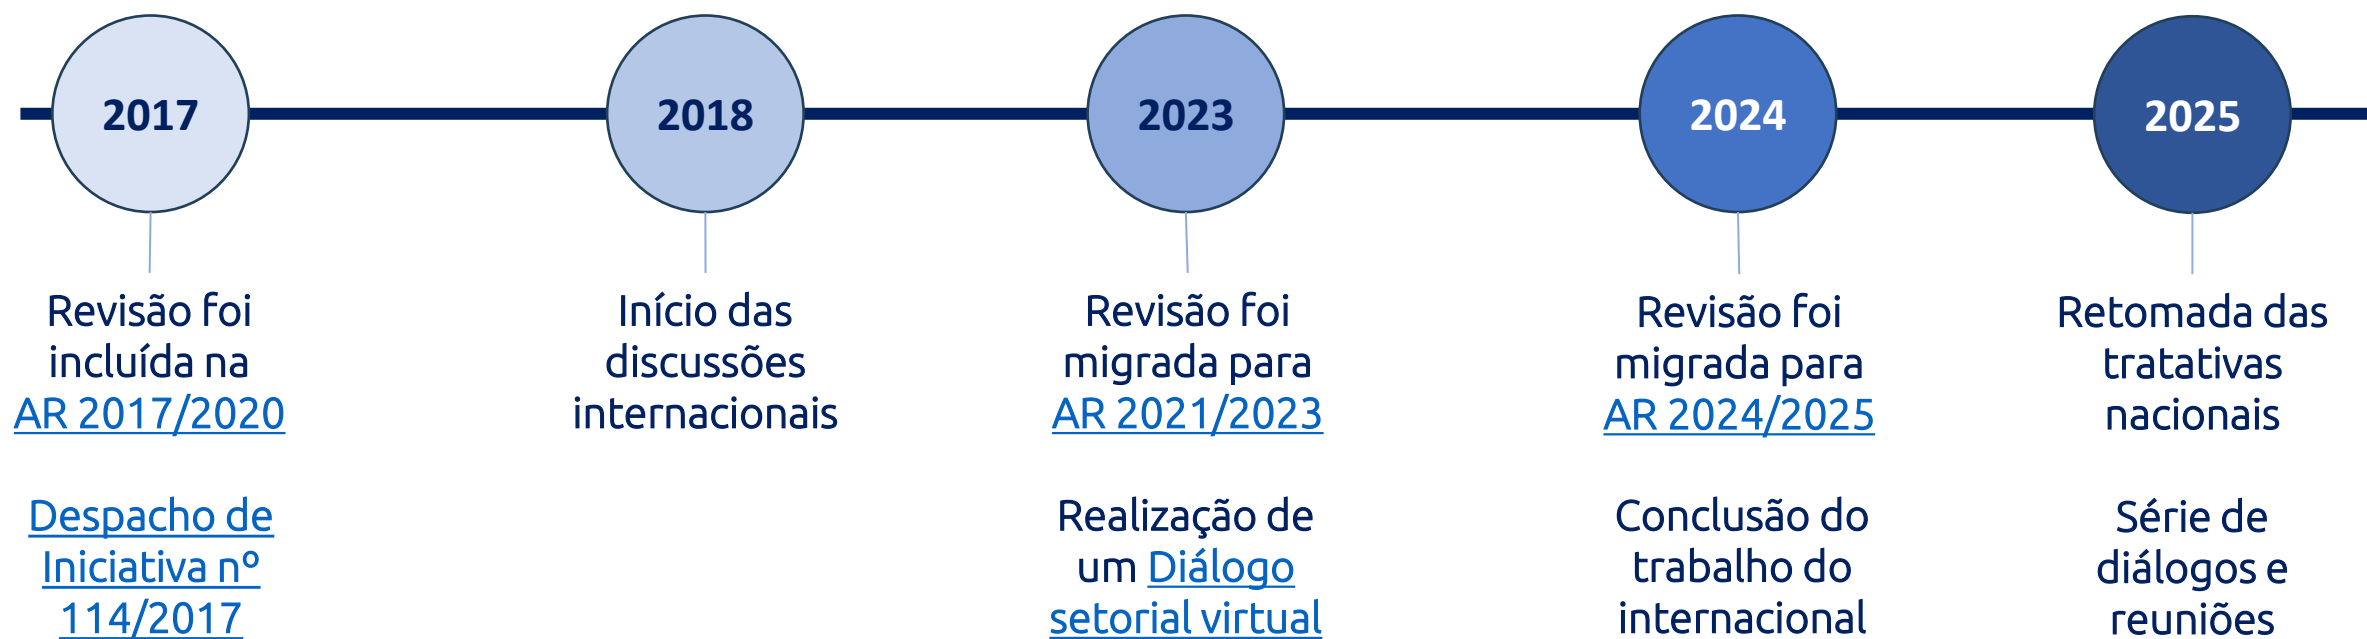 2017
Revisão foi
incluída na
AR 2017/2020
Despacho de
Iniciativa nº
114/2017
2018
Início das
discussões
internacionais
2023
Revisão foi
migrada para
AR 2021/2023
Realização de
um Diálogo
setorial virtual
2024
Revisão foi
migrada para
AR 2024/2025
Conclusão do
trabalho do
internacional
2025
Retomada das
tratativas
nacionais
Série de
diálogos e
reuniões